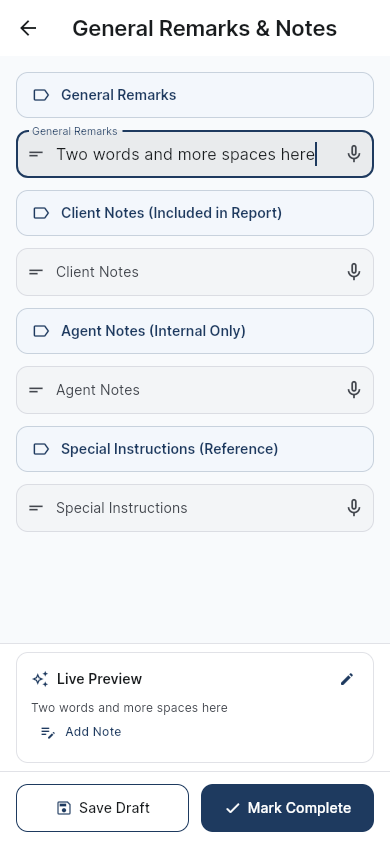 General Remarks & Notes
General Remarks
General Remarks
Two words and more spaces here
Client Notes (Included in Report)
Client Notes
Agent Notes (Internal Only)
Agent Notes
Special Instructions (Reference)
Special Instructions
Live Preview
Two words and more spaces here
Add Note
Save Draft
Mark Complete